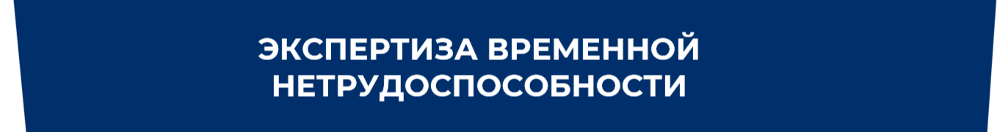 ЭКСПЕРТИЗА ВРЕМЕННОЙ
НЕТРУДОСПОСОБНОСТИ